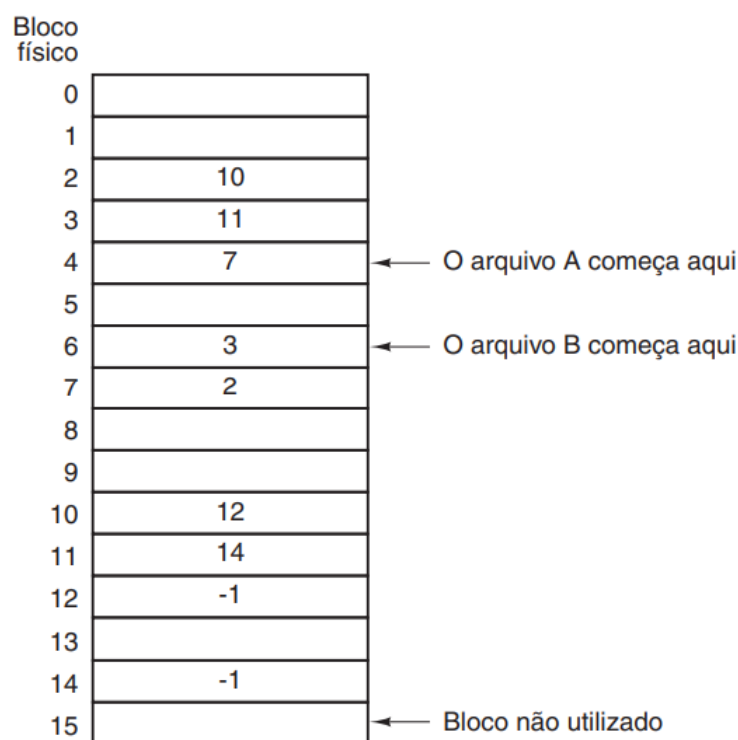 Bloco
físico
0
1
2 10
3 11
4 7 O arquivo A começa aqui
5
6 3 O arquivo B começa aqui
7 2
8
9
10 12
11 14
12 -1
13
14 -1
15 Bloco não utilizado